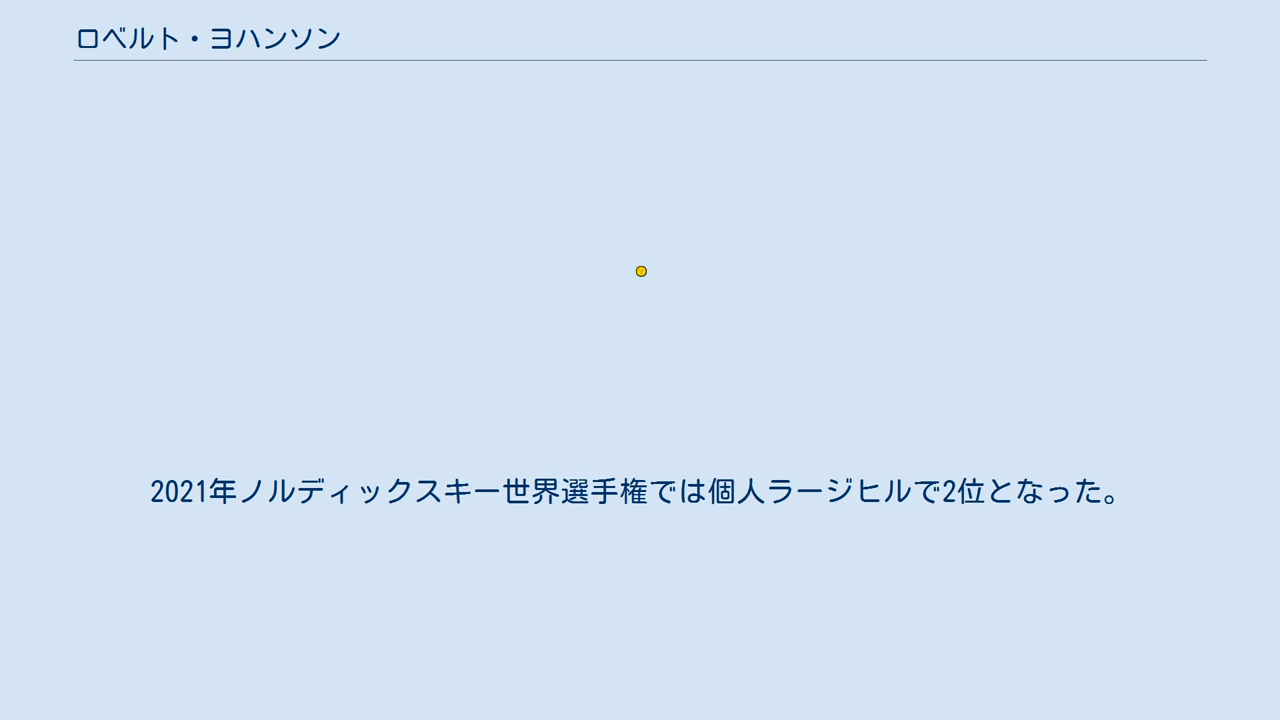 ロベルト・ヨハンソン
2021年ノルディックスキー世界選手権では個人ラージヒルで2位となった。